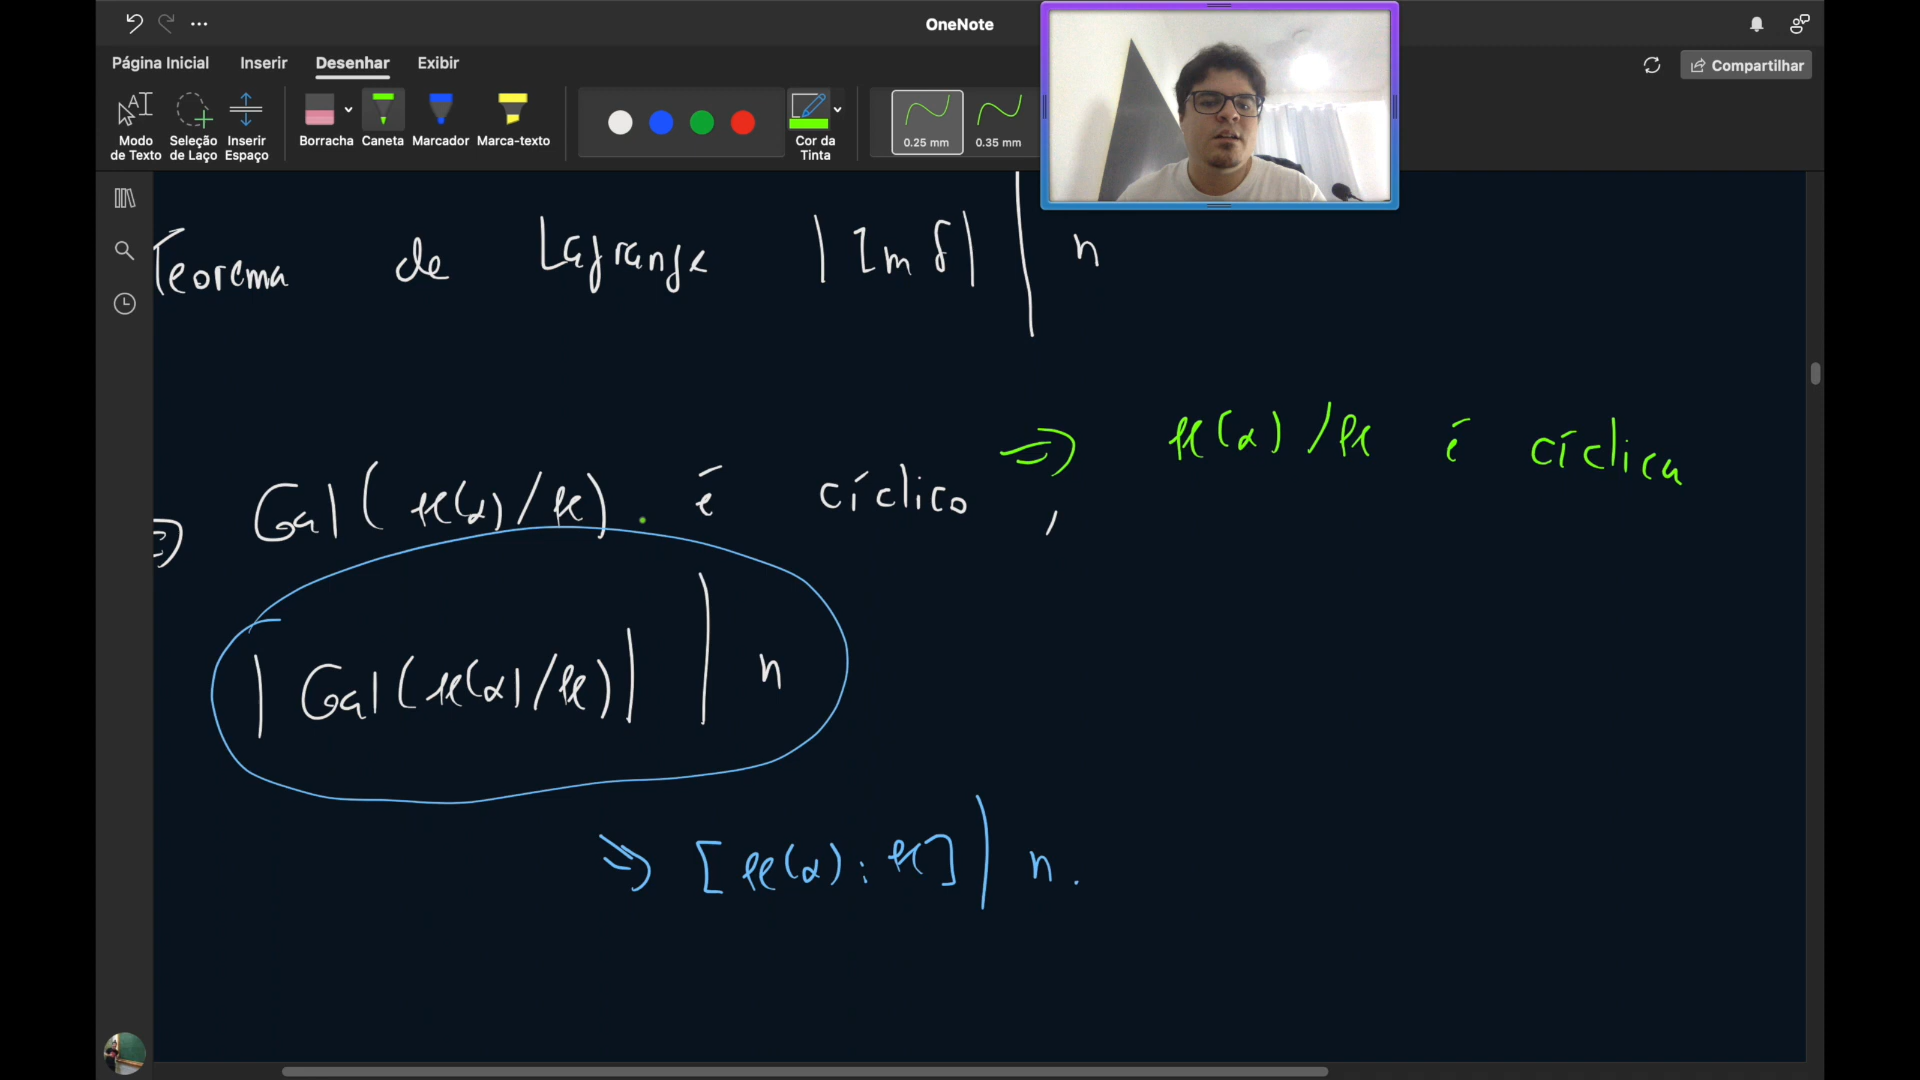 OneNote
Página Inicial Inserir Desenhar Exibir
Compartilhar
Modo de Texto
Seleção de Laço
Inserir Espaço
Borracha
Caneta
Marcador
Marca-texto
Cor da Tinta
0.25 mm
0.35 mm
Teorema de Lagrange |Im f| | n
⇒ K(α)/K é cíclica
⇒ Gal(K(α)/K). é cíclico,
|Gal(K(α)/K)| | n
⇒ [K(α):K] | n.